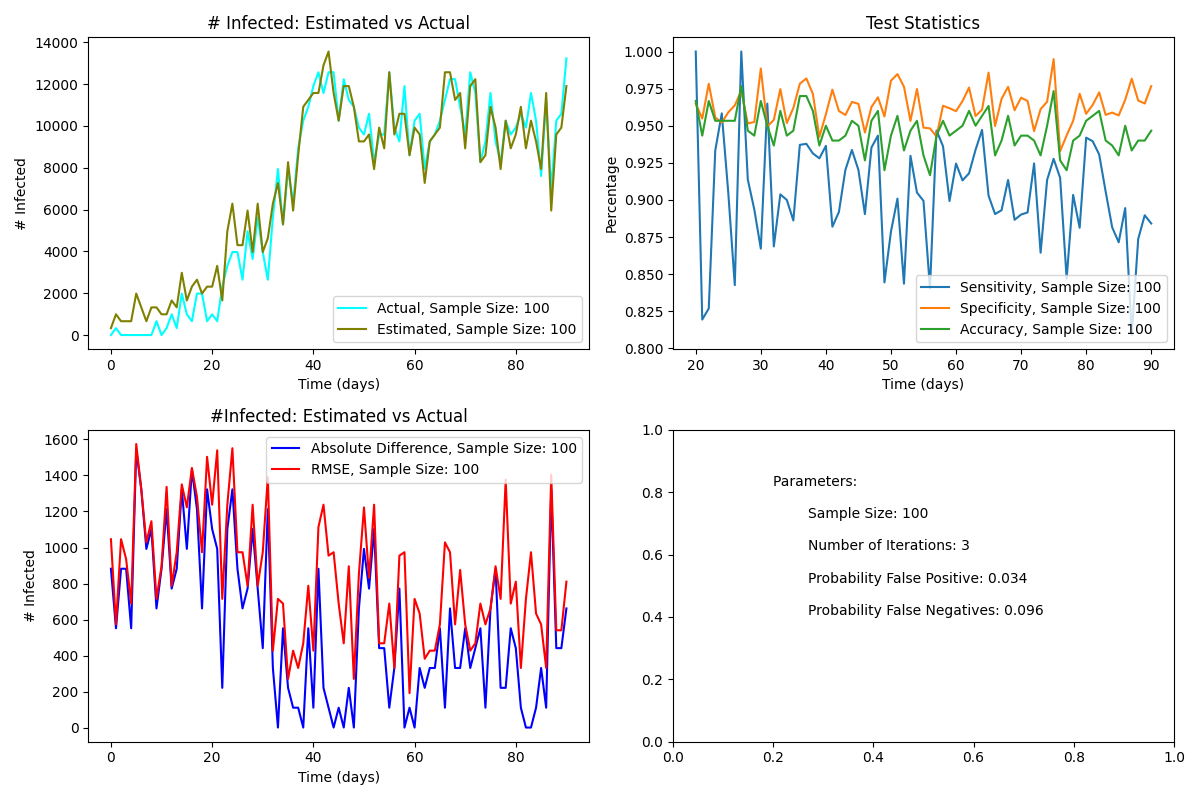 # Infected: Estimated vs Actual
# Infected
14000
12000
10000
8000
6000
4000
2000
0
Actual, Sample Size: 100
Estimated, Sample Size: 100
0 20 40 60 80
Time (days)
Test Statistics
Percentage
1.000
0.975
0.950
0.925
0.900
0.875
0.850
0.825
0.800
Sensitivity, Sample Size: 100
Specificity, Sample Size: 100
Accuracy, Sample Size: 100
20 30 40 50 60 70 80 90
Time (days)
#Infected: Estimated vs Actual
# Infected
1600
1400
1200
1000
800
600
400
200
0
Absolute Difference, Sample Size: 100
RMSE, Sample Size: 100
0 20 40 60 80
Time (days)
1.0
0.8
0.6
0.4
0.2
0.0
Parameters:
Sample Size: 100
Number of Iterations: 3
Probability False Positive: 0.034
Probability False Negatives: 0.096
0.0 0.2 0.4 0.6 0.8 1.0